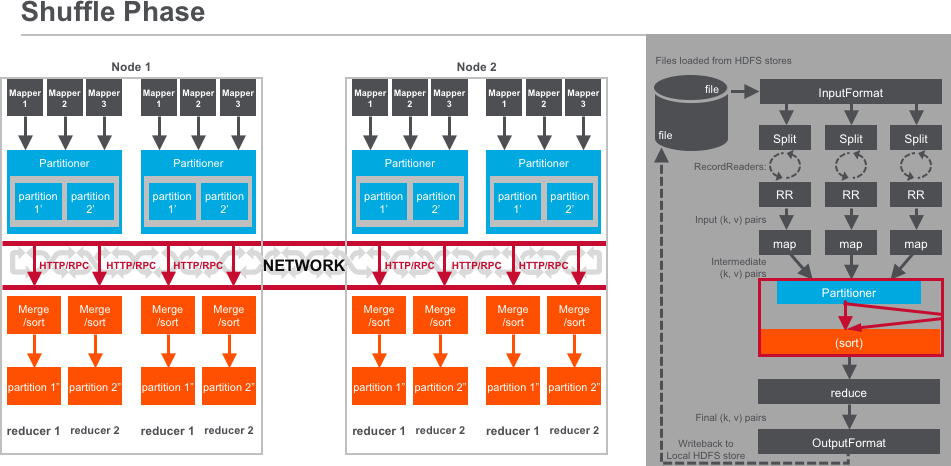 Shuffle Phase
Node 1
Mapper
1
Mapper
2
Mapper
3
Mapper
1
Mapper
2
Mapper
3
Partitioner
Partitioner
partition
1’
partition
2’
partition
1’
partition
2’
HTTP/RPC
HTTP/RPC
HTTP/RPC
NETWORK
Merge
/sort
Merge
/sort
Merge
/sort
Merge
/sort
partition 1”
partition 2”
partition 1”
partition 2”
reducer 1
reducer 2
reducer 1
reducer 2
Node 2
Mapper
1
Mapper
2
Mapper
3
Mapper
1
Mapper
2
Mapper
3
Partitioner
Partitioner
partition
1’
partition
2’
partition
1’
partition
2’
HTTP/RPC
HTTP/RPC
HTTP/RPC
Merge
/sort
Merge
/sort
Merge
/sort
Merge
/sort
partition 1”
partition 2”
partition 1”
partition 2”
reducer 1
reducer 2
reducer 1
reducer 2
Files loaded from HDFS stores
file
file
InputFormat
Split
Split
Split
RecordReaders:
RR
RR
RR
Input (k, v) pairs
map
map
map
Intermediate
(k, v) pairs
Partitioner
(sort)
reduce
Final (k, v) pairs
OutputFormat
Writeback to
Local HDFS store